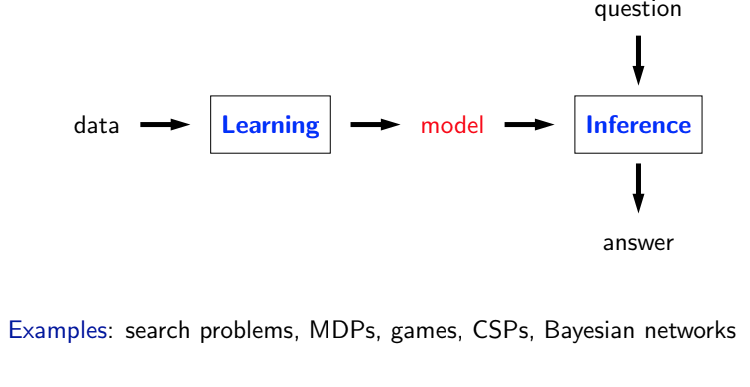 question
data
Learning
model
Inference
answer
Examples: search problems, MDPs, games, CSPs, Bayesian networks